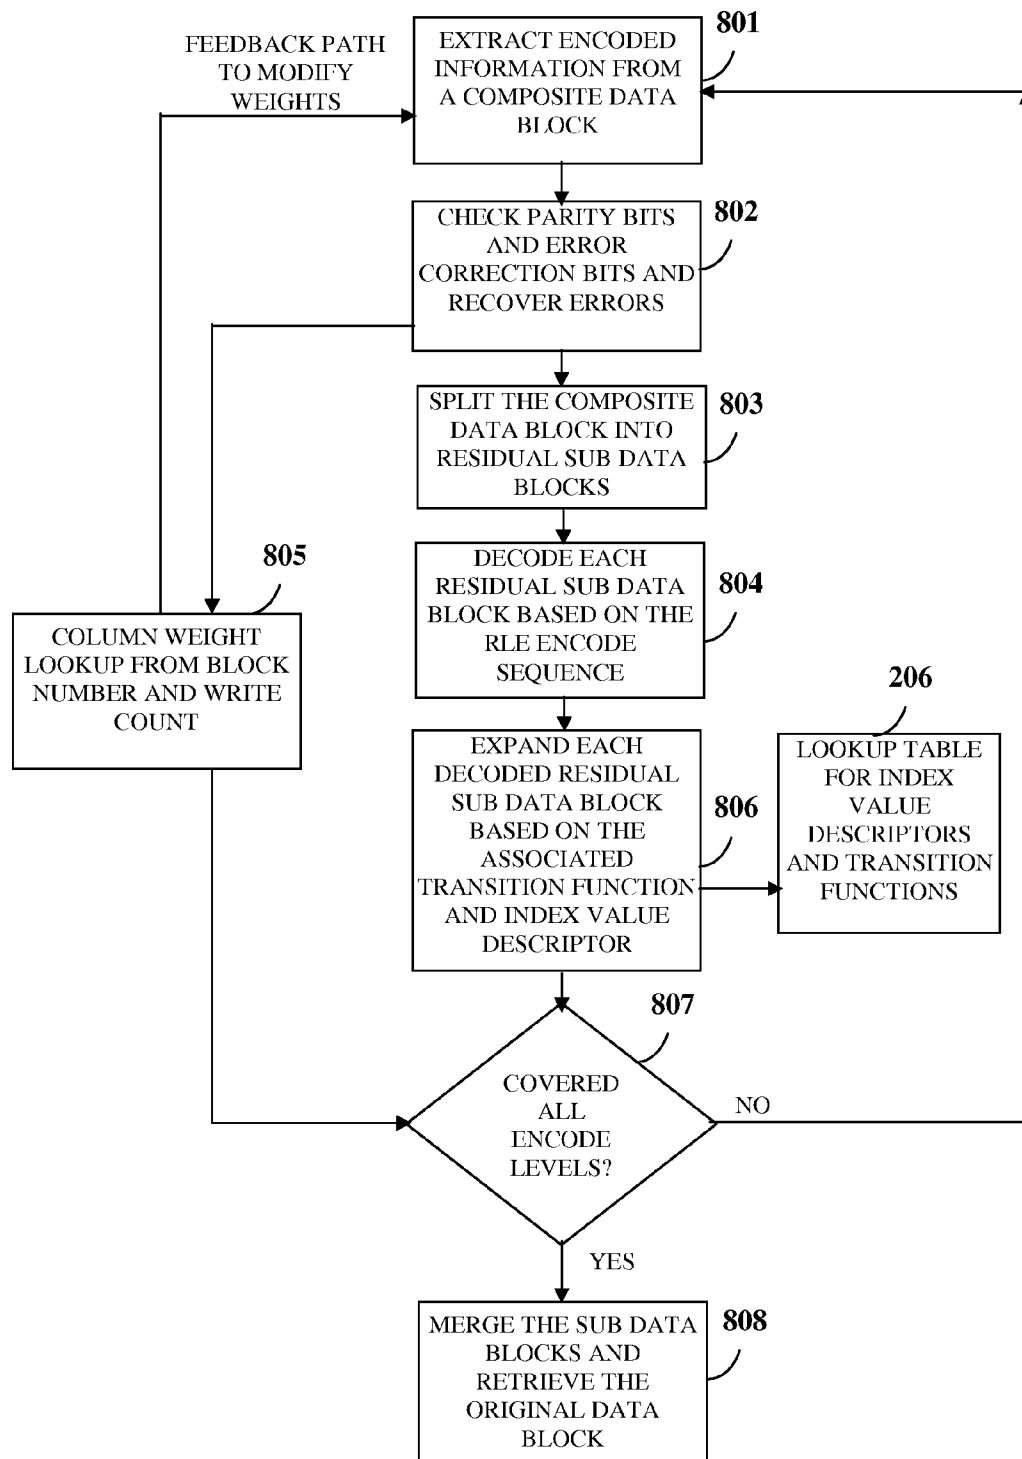 801
EXTRACT ENCODED
INFORMATION FROM
A COMPOSITE DATA
BLOCK
FEEDBACK PATH
TO MODIFY
WEIGHTS
802
CHECK PARITY BITS
AND ERROR
CORRECTION BITS AND
RECOVER ERRORS
803
SPLIT THE COMPOSITE
DATA BLOCK INTO
RESIDUAL SUB DATA
BLOCKS
804
DECODE EACH
RESIDUAL SUB DATA
BLOCK BASED ON THE
RLE ENCODE
SEQUENCE
805
COLUMN WEIGHT
LOOKUP FROM BLOCK
NUMBER AND WRITE
COUNT
806
EXPAND EACH
DECODED RESIDUAL
SUB DATA BLOCK
BASED ON THE
ASSOCIATED
TRANSITION FUNCTION
AND INDEX VALUE
DESCRIPTOR
206
LOOKUP TABLE
FOR INDEX
VALUE
DESCRIPTORS
AND TRANSITION
FUNCTIONS
807
COVERED
ALL
ENCODE
LEVELS?
NO
YES
808
MERGE THE SUB DATA
BLOCKS AND
RETRIEVE THE
ORIGINAL DATA
BLOCK